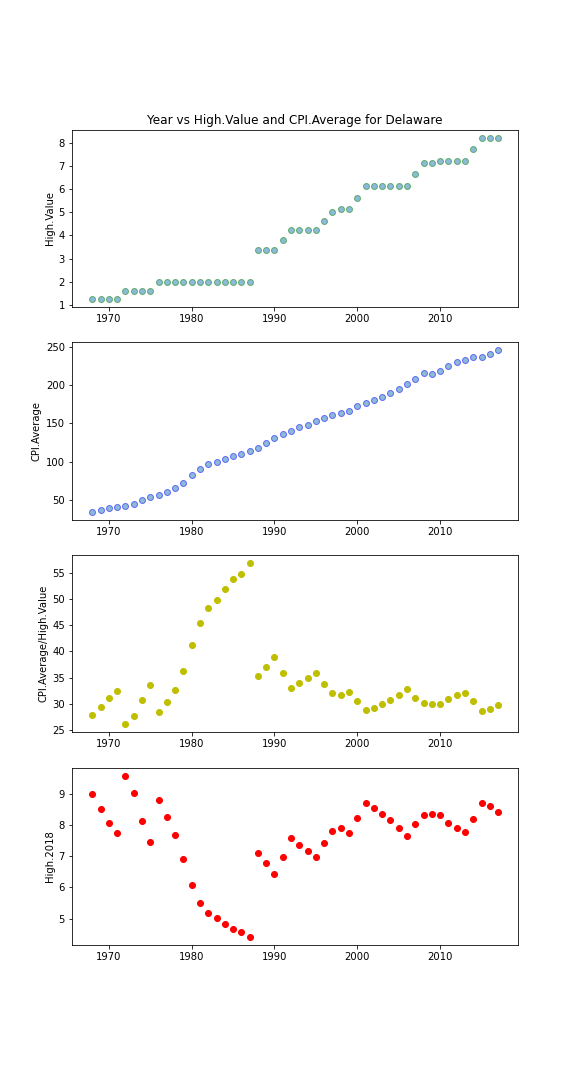 Year vs High.Value and CPI.Average for Delaware
High.Value
8
7
6
5
4
3
2
1
1970 1980 1990 2000 2010
CPI.Average
250
200
150
100
50
1970 1980 1990 2000 2010
CPI.Average/High.Value
55
50
45
40
35
30
25
1970 1980 1990 2000 2010
High.2018
9
8
7
6
5
1970 1980 1990 2000 2010